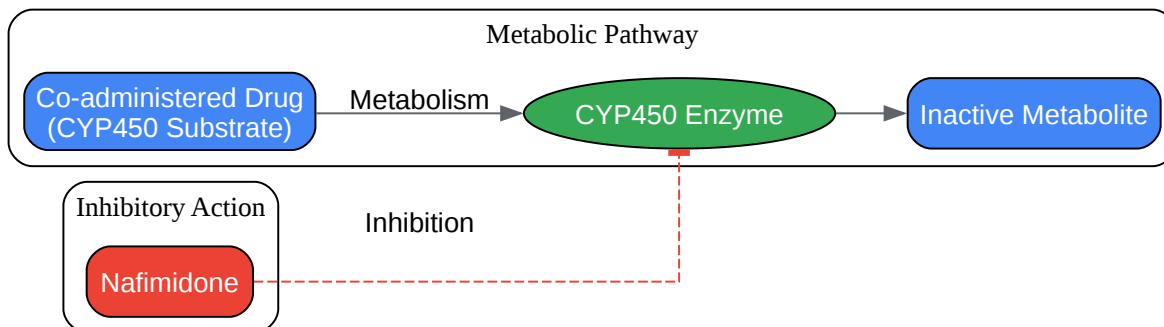 Metabolic Pathway
Co-administered Drug
(CYP450 Substrate)
Metabolism
CYP450 Enzyme
Inactive Metabolite
Inhibitory Action
Inhibition
Nafimidone